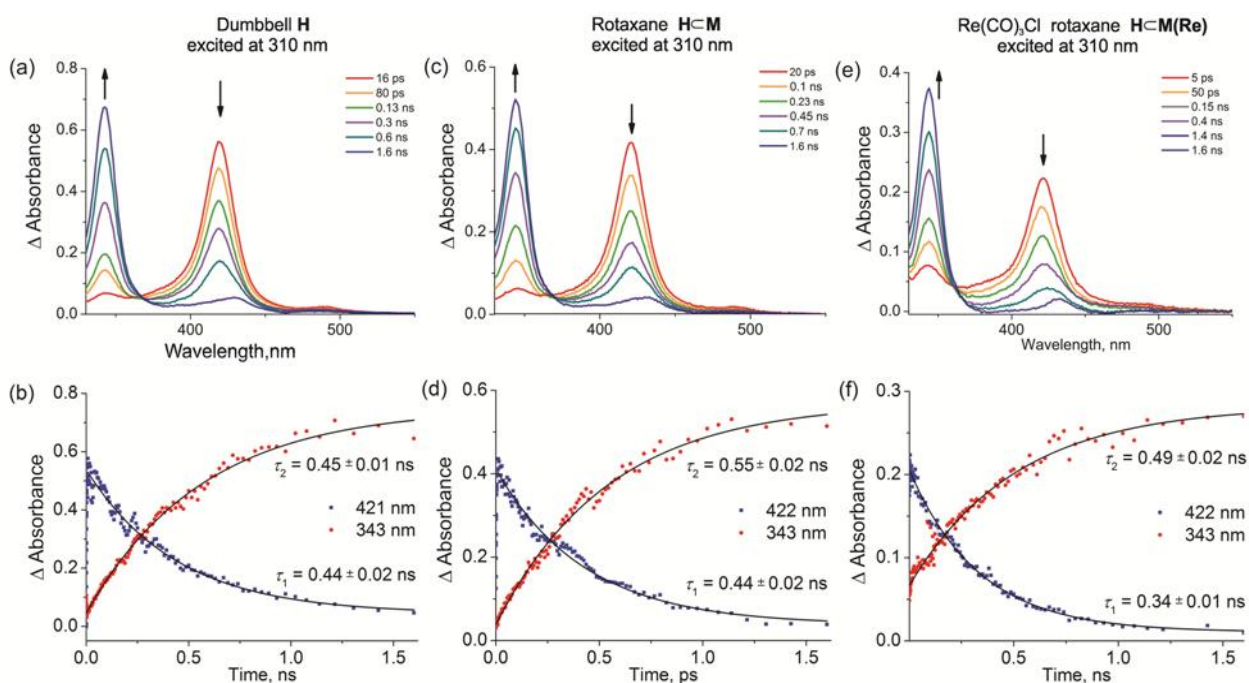 Dumbbell H
excited at 310 nm
(a)
0.8
0.6
0.4
0.2
0.0
Δ Absorbance
16 ps
80 ps
0.13 ns
0.3 ns
0.6 ns
1.6 ns
400
500
Wavelength,nm
Rotaxane H⊂M
excited at 310 nm
(c)
0.6
0.4
0.2
0.0
Δ Absorbance
20 ps
0.1 ns
0.23 ns
0.45 ns
0.7 ns
1.6 ns
400
500
Re(CO)₃Cl rotaxane H⊂M(Re)
excited at 310 nm
(e)
0.4
0.3
0.2
0.1
0.0
Δ Absorbance
5 ps
50 ps
0.15 ns
0.4 ns
1.4 ns
1.6 ns
400
500
Wavelength, nm
(b)
0.8
0.6
0.4
0.2
0.0
Δ Absorbance
τ₂ = 0.45 ± 0.01 ns
421 nm
343 nm
τ₁ = 0.44 ± 0.02 ns
0.0
0.5
1.0
1.5
Time, ns
(d)
0.6
0.4
0.2
0.0
Δ Absorbance
τ₂ = 0.55 ± 0.02 ns
422 nm
343 nm
τ₁ = 0.44 ± 0.02 ns
0.0
0.5
1.0
1.5
Time, ps
(f)
0.3
0.2
0.1
0.0
Δ Absorbance
τ₂ = 0.49 ± 0.02 ns
422 nm
343 nm
τ₁ = 0.34 ± 0.01 ns
0.0
0.5
1.0
1.5
Time, ns